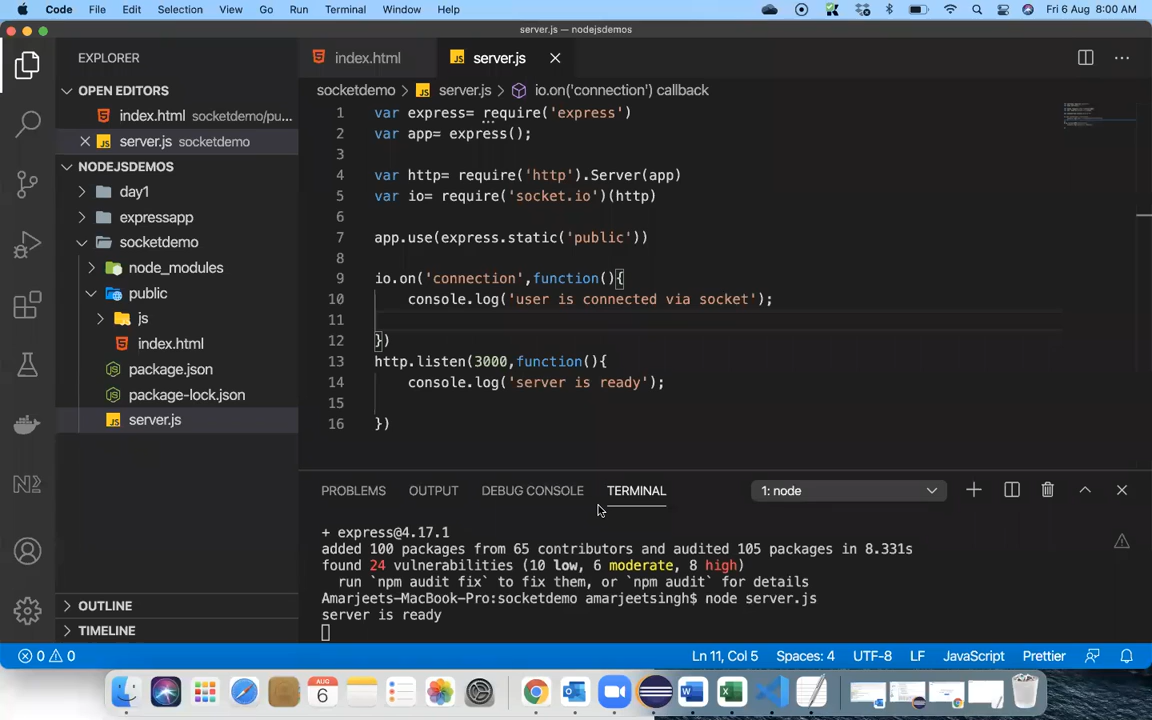 Code File Edit Selection View Go Run Terminal Window Help Fri 6 Aug 8:00 AM
server.js — nodejsdemos
EXPLORER
OPEN EDITORS
index.html socketdemo/pu...
server.js socketdemo
NODEJSDEMOS
day1
expressapp
socketdemo
node_modules
public
js
index.html
package.json
package-lock.json
server.js
OUTLINE
TIMELINE
index.html server.js
socketdemo > server.js > io.on('connection') callback
1 var express= require('express')
2 var app= express();
3
4 var http= require('http').Server(app)
5 var io= require('socket.io')(http)
6
7 app.use(express.static('public'))
8
9 io.on('connection',function(){
10 console.log('user is connected via socket');
11
12 })
13 http.listen(3000,function(){
14 console.log('server is ready');
15
16 })
PROBLEMS OUTPUT DEBUG CONSOLE TERMINAL 1: node
+ express@4.17.1
added 100 packages from 65 contributors and audited 105 packages in 8.331s
found 24 vulnerabilities (10 low, 6 moderate, 8 high)
run `npm audit fix` to fix them, or `npm audit` for details
Amarjeets-MacBook-Pro:socketdemo amarjeetsingh$ node server.js
server is ready
0 0 Ln 11, Col 5 Spaces: 4 UTF-8 LF JavaScript Prettier
AUG
6